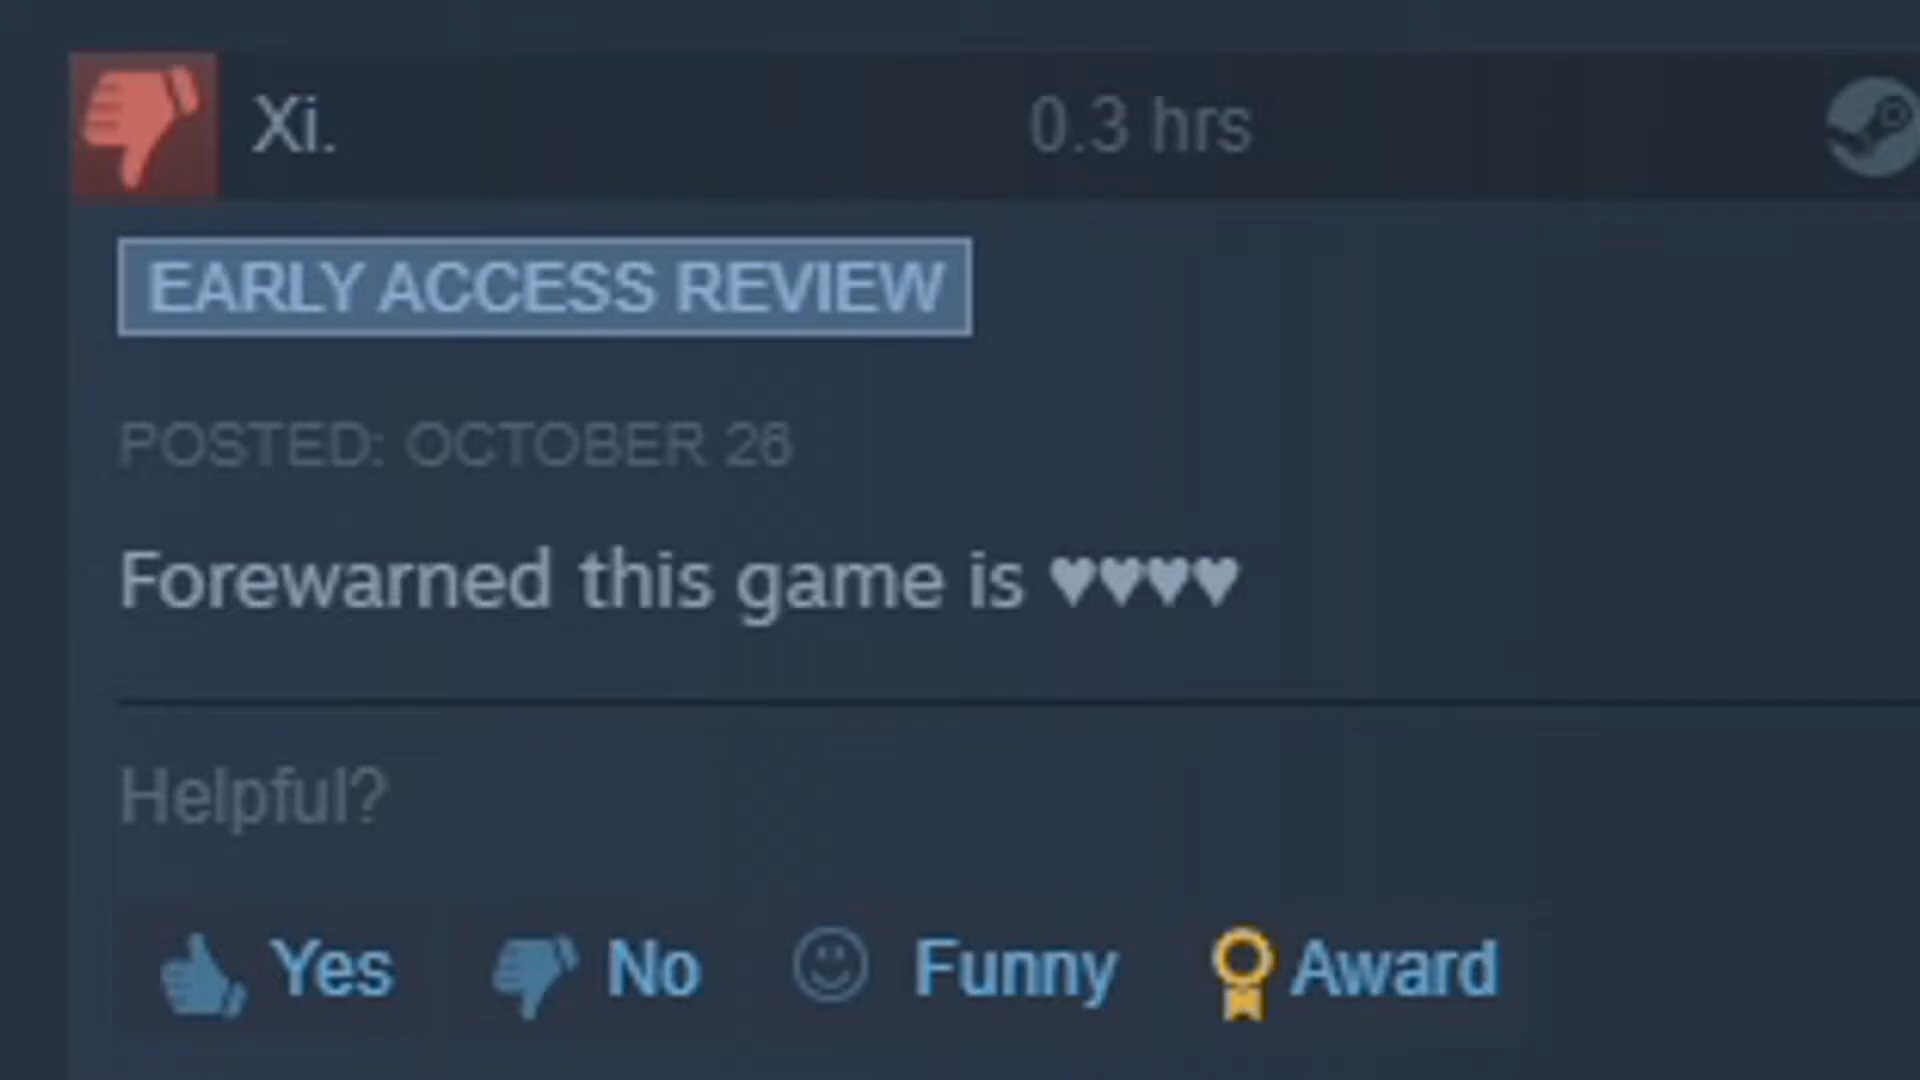 Xi. 0.3 hrs
EARLY ACCESS REVIEW
POSTED: OCTOBER 26
Forewarned this game is ♥♥♥♥
Helpful?
Yes No Funny Award